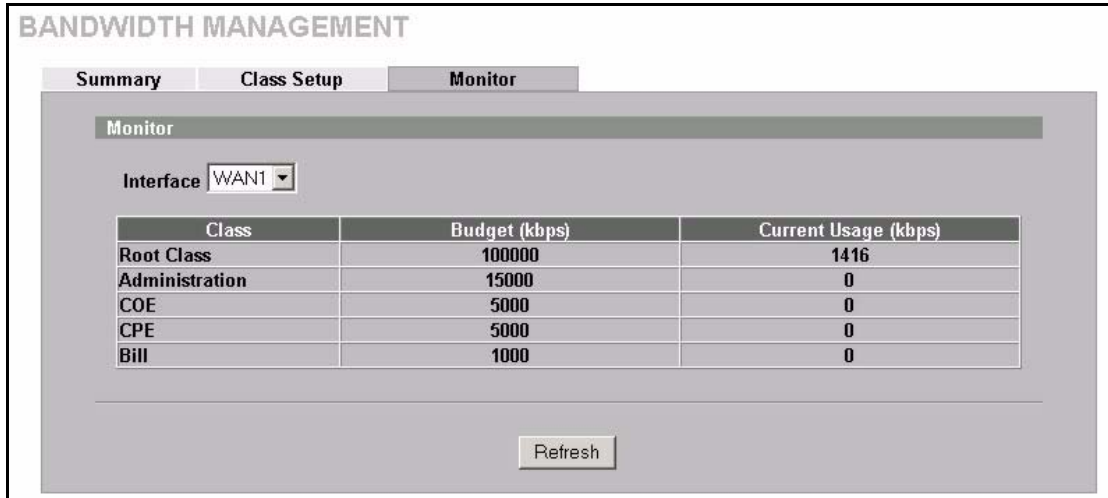 BANDWIDTH MANAGEMENT
Summary Class Setup Monitor
Monitor
Interface WAN1
Class Budget (kbps) Current Usage (kbps)
Root Class 100000 1416
Administration 15000 0
COE 5000 0
CPE 5000 0
Bill 1000 0
Refresh